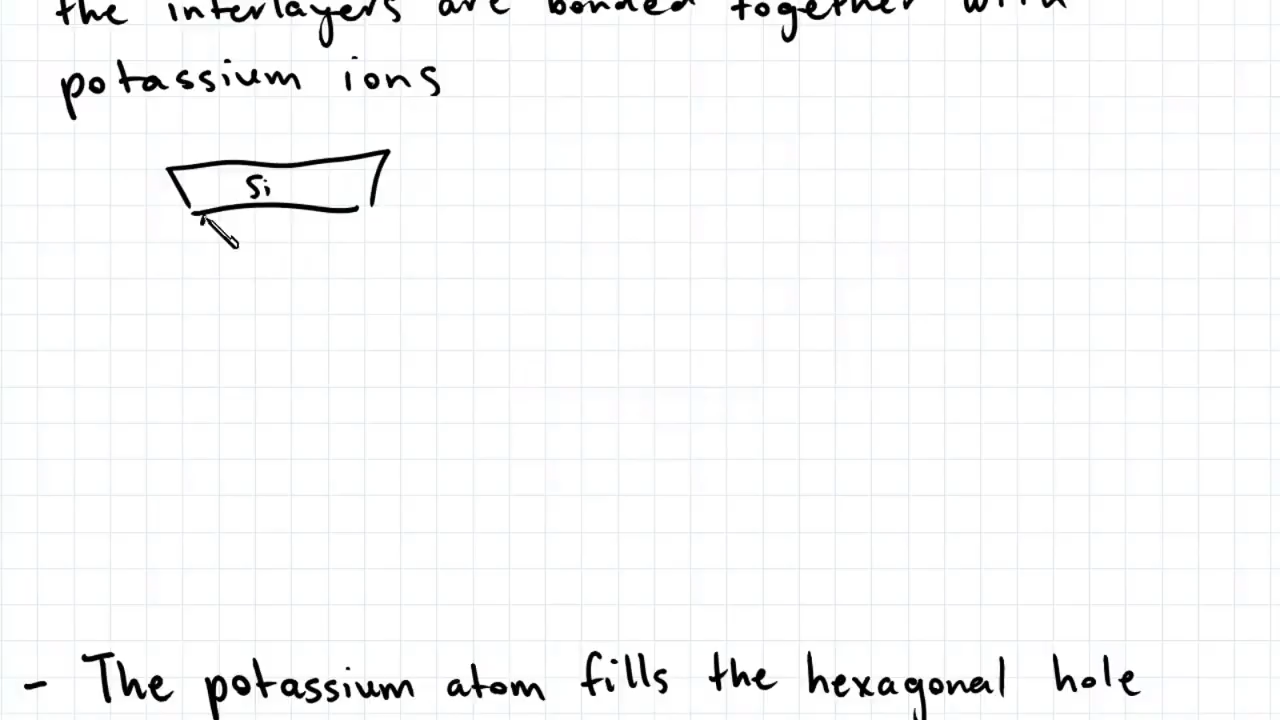 the interlayers are bonded together with
potassium ions
Si
- The potassium atom fills the hexagonal hole